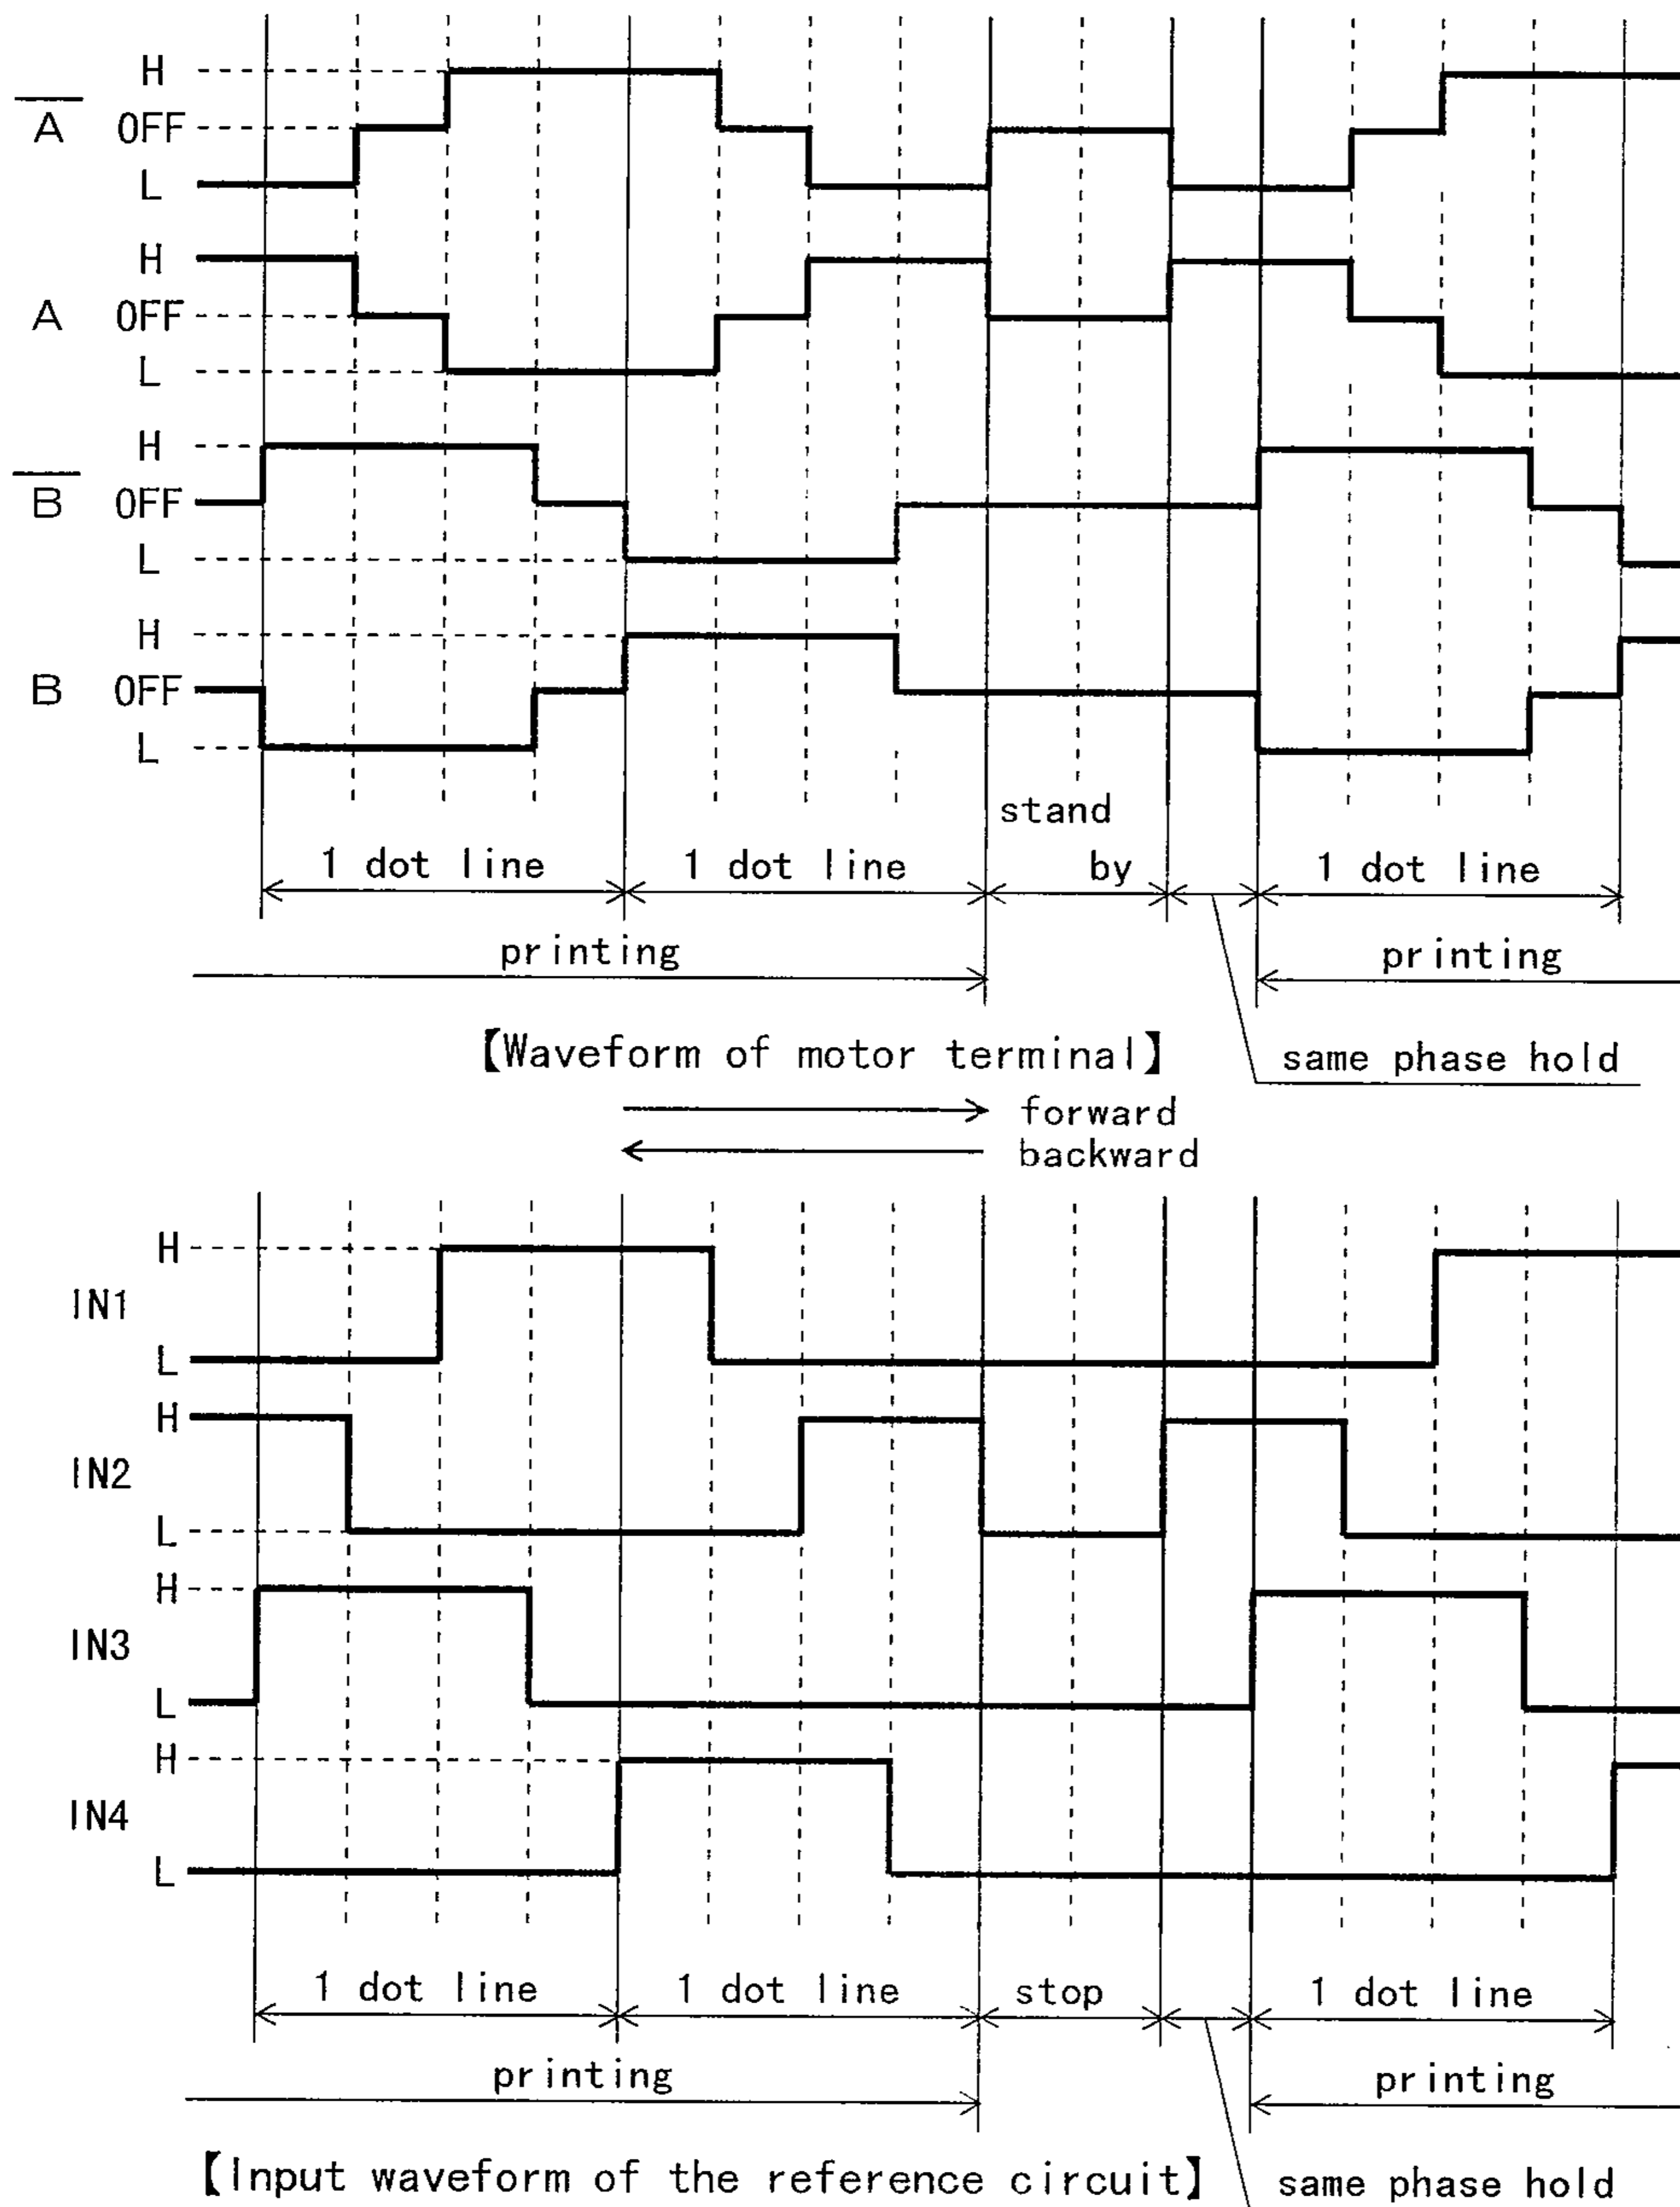 H
A̅ OFF
L
H
A OFF
L
H
B̅ OFF
L
H
B OFF
L
stand
by
1 dot line 1 dot line 1 dot line
printing printing
【Waveform of motor terminal】 same phase hold
forward
backward
H
IN1
L
H
IN2
L
H
IN3
L
H
IN4
L
1 dot line 1 dot line stop 1 dot line
printing printing
【Input waveform of the reference circuit】 same phase hold